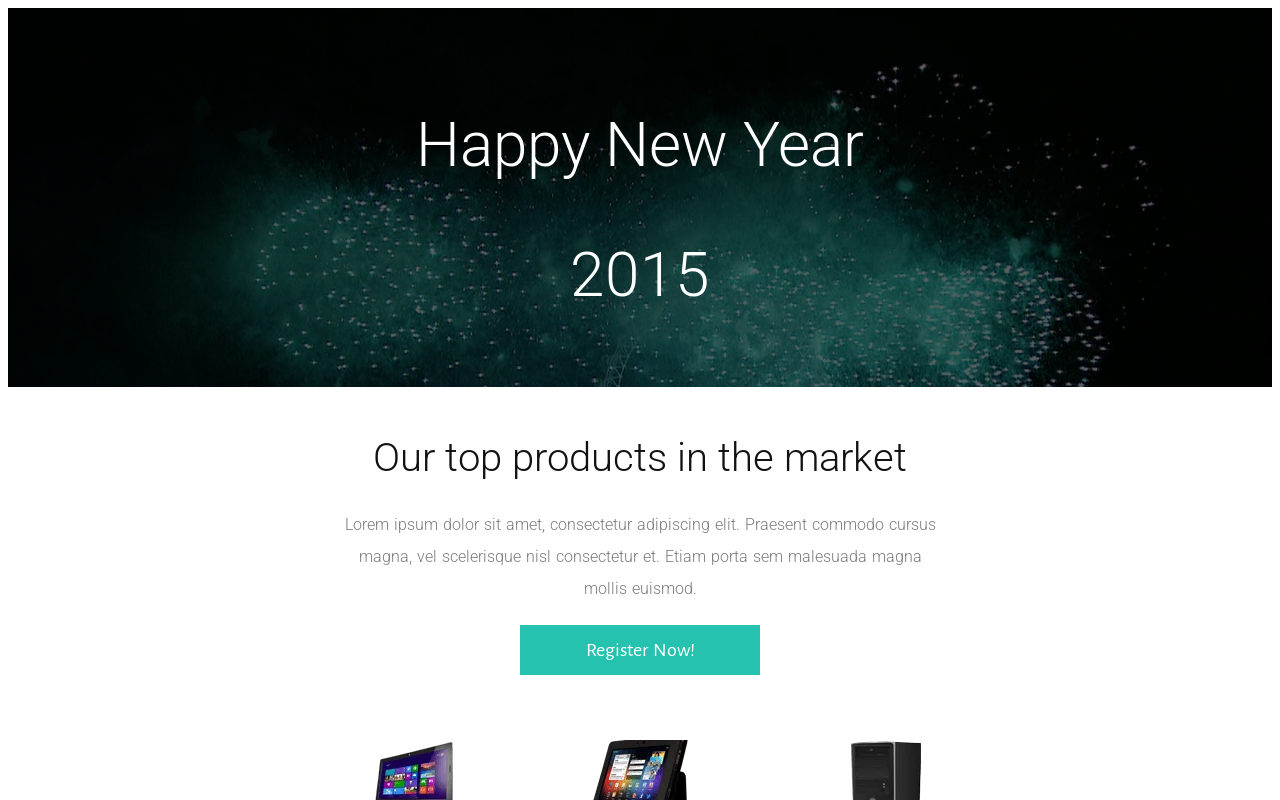 Happy New Year
2015
Our top products in the market
Lorem ipsum dolor sit amet, consectetur adipiscing elit. Praesent commodo cursus
magna, vel scelerisque nisl consectetur et. Etiam porta sem malesuada magna
mollis euismod.
Register Now!